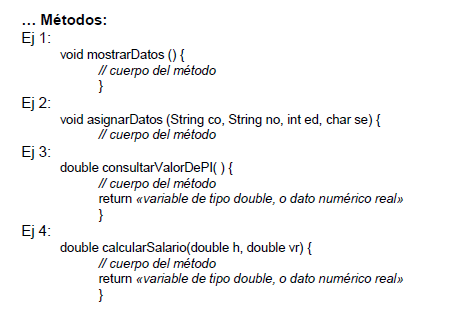 ... Métodos:
Ej 1:
void mostrarDatos () {
// cuerpo del método
}
Ej 2:
void asignarDatos (String co, String no, int ed, char se) {
// cuerpo del método
Ej 3:
double consultarValorDePI( ) {
// cuerpo del método
return «variable de tipo double, o dato numérico real»
}
Ej 4:
double calcularSalario(double h, double vr) {
// cuerpo del método
return «variable de tipo double, o dato numérico real»
}